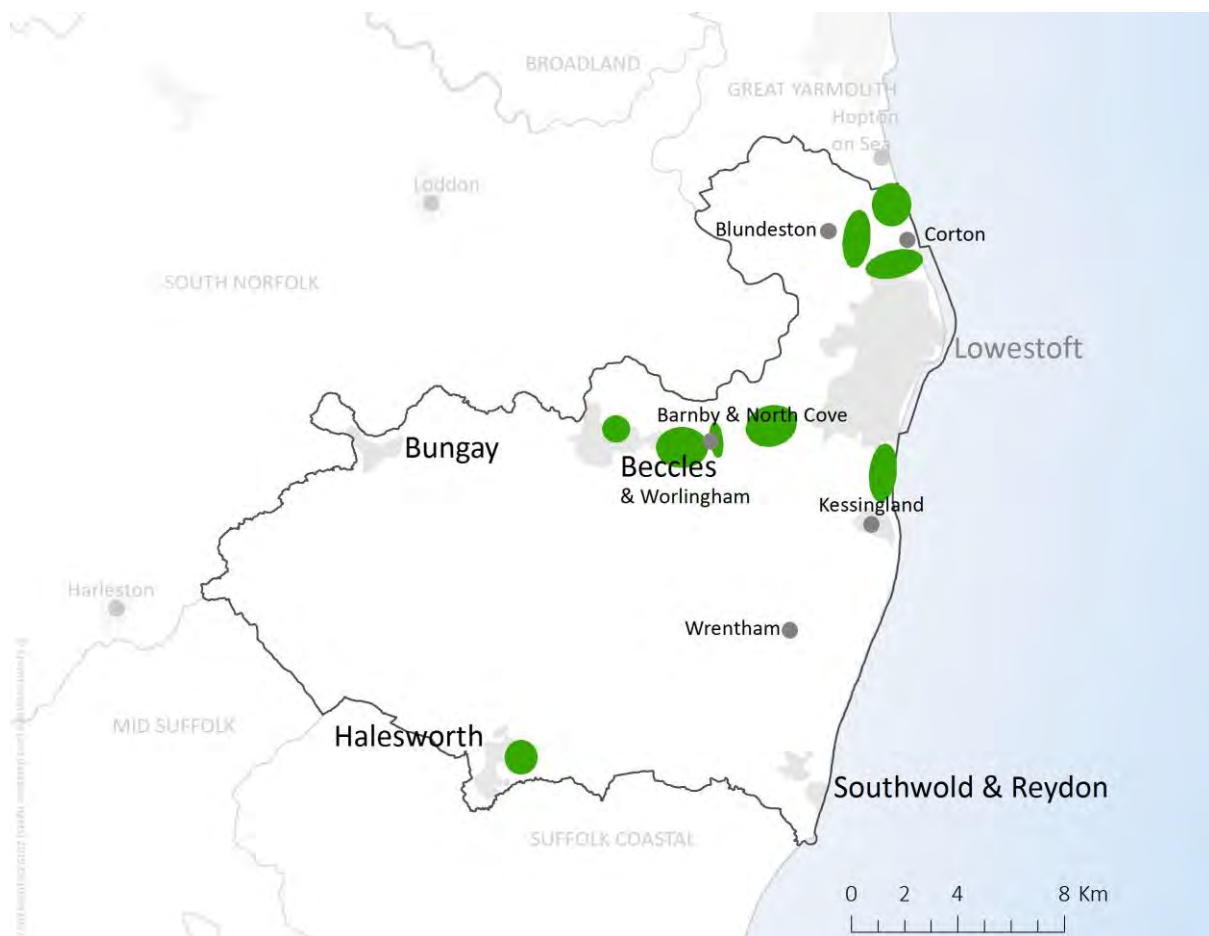 BROADLAND
GREAT YARMOUTH
Hopton
on Sea
Loddon
Blundeston
Corton
SOUTH NORFOLK
Lowestoft
Barnby & North Cove
Bungay
Beccles
& Worlingham
Kessingland
Harleston
Wrentham
MID SUFFOLK
Halesworth
Southwold & Reydon
SUFFOLK COASTAL
0 2 4 8 Km